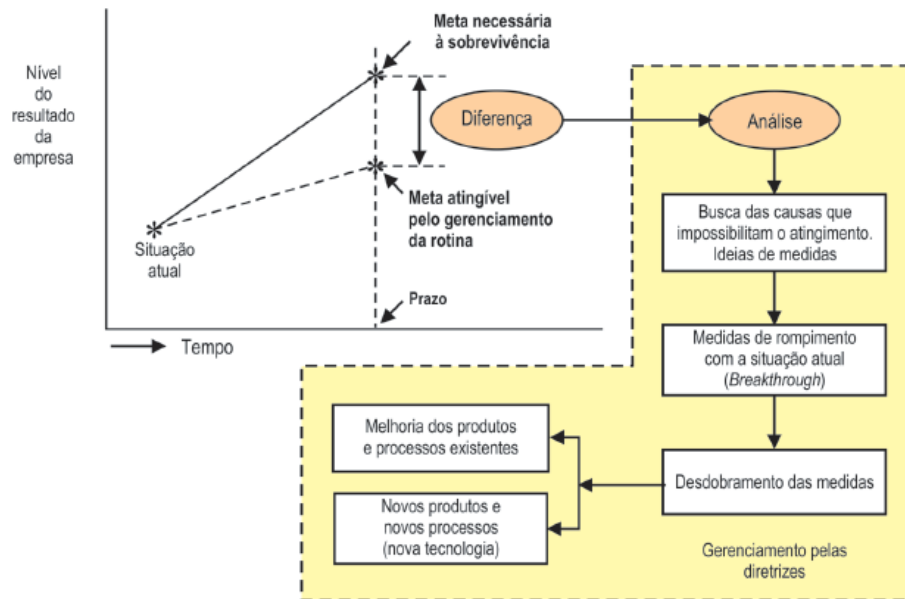 Nível
do
resultado
da
empresa
Meta necessária
à sobrevivência
Diferença
Análise
Meta atingível
pelo gerenciamento
da rotina
Situação
atual
Prazo
Tempo
Busca das causas que
impossibilitam o atingimento.
Ideias de medidas
Medidas de rompimento
com a situação atual
(Breakthrough)
Desdobramento das medidas
Melhoria dos produtos
e processos existentes
Novos produtos e
novos processos
(nova tecnologia)
Gerenciamento pelas
diretrizes